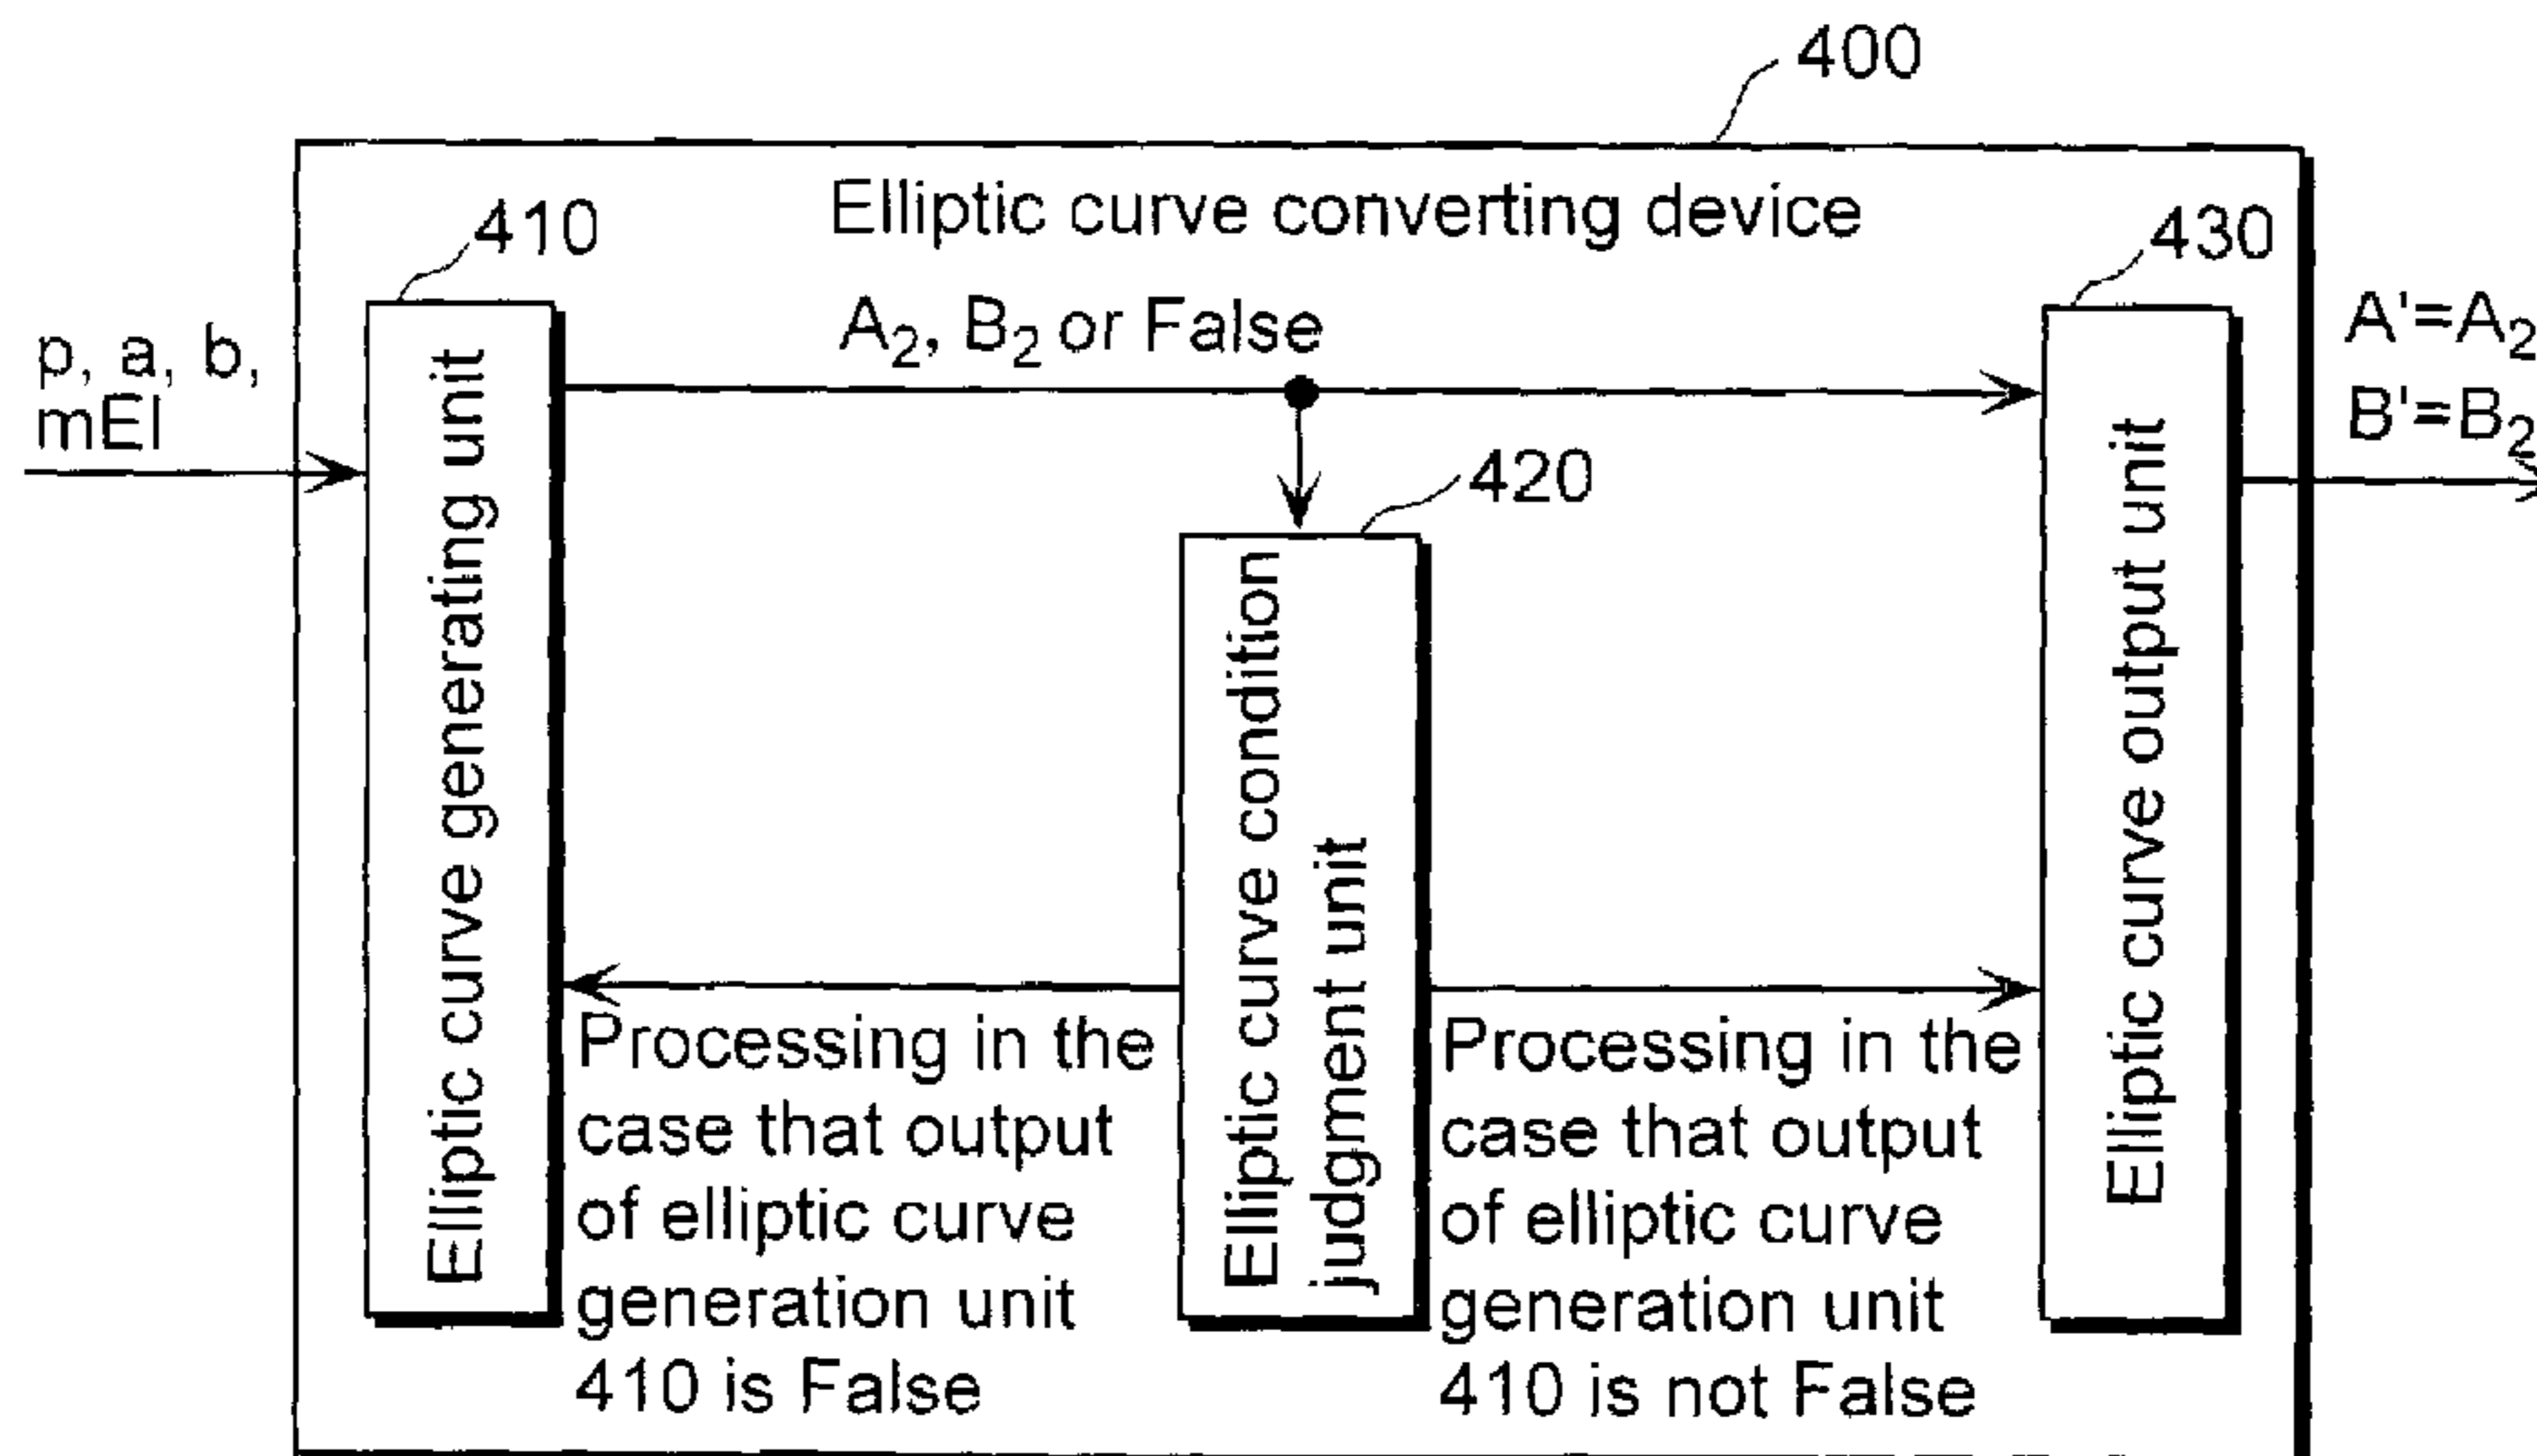 400
Elliptic curve converting device
410
430
A₂, B₂ or False
p, a, b,
mEI
A'=A₂
B'=B₂
420
Elliptic curve generating unit
Elliptic curve condition
judgment unit
Elliptic curve output unit
Processing in the
case that output
of elliptic curve
generation unit
410 is False
Processing in the
case that output
of elliptic curve
generation unit
410 is not False